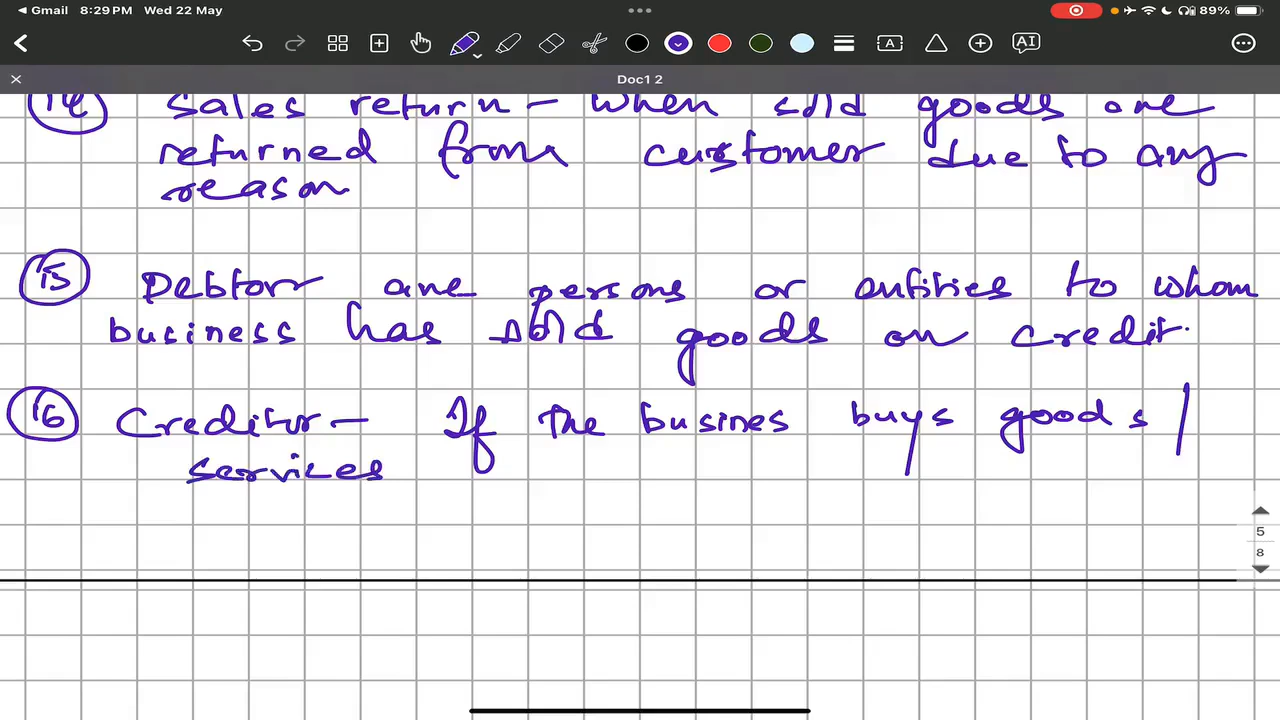 Gmail 8:29 PM Wed 22 May 89%
A AI
Doc1 2
14 Sales return - when sold goods are
returned from customer due to any
reason
15 Debtor are persons or entities to whom
business has sold goods on credit.
16 Creditor - If the busines buys goods /
services
5
8